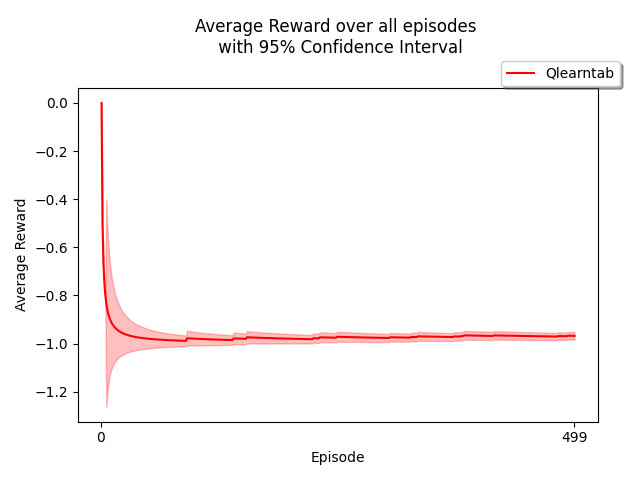 Average Reward over all episodes
with 95% Confidence Interval
Qlearntab
0.0
−0.2
−0.4
−0.6
−0.8
−1.0
−1.2
Average Reward
0
499
Episode